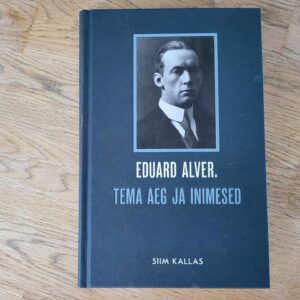 EDUARD ALVER.
TEMA AEG JA INIMESED
SIIM KALLAS